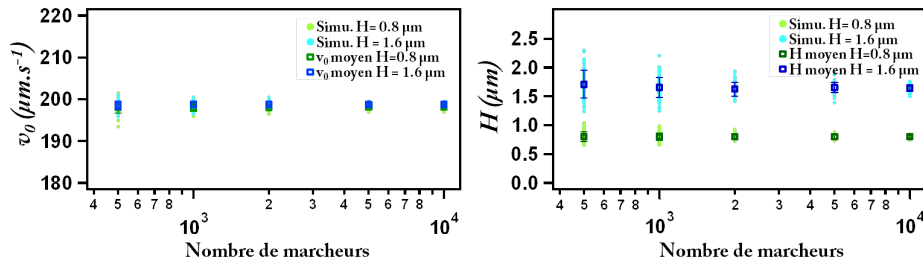 220
210
200
190
180
v₀ (µm.s⁻¹)
Simu. H= 0.8 µm
Simu. H = 1.6 µm
v₀ moyen H=0.8 µm
v₀ moyen H = 1.6 µm
4 5 6 7 8 2 3 4 5 6 7 8
10³ 10⁴
Nombre de marcheurs
2.5
2.0
1.5
1.0
0.5
0.0
H (µm)
Simu. H = 0.8 µm
Simu. H = 1.6 µm
H moyen H=0.8 µm
H moyen H = 1.6 µm
4 5 6 7 8 2 3 4 5 6 7 8
10³ 10⁴
Nombre de marcheurs